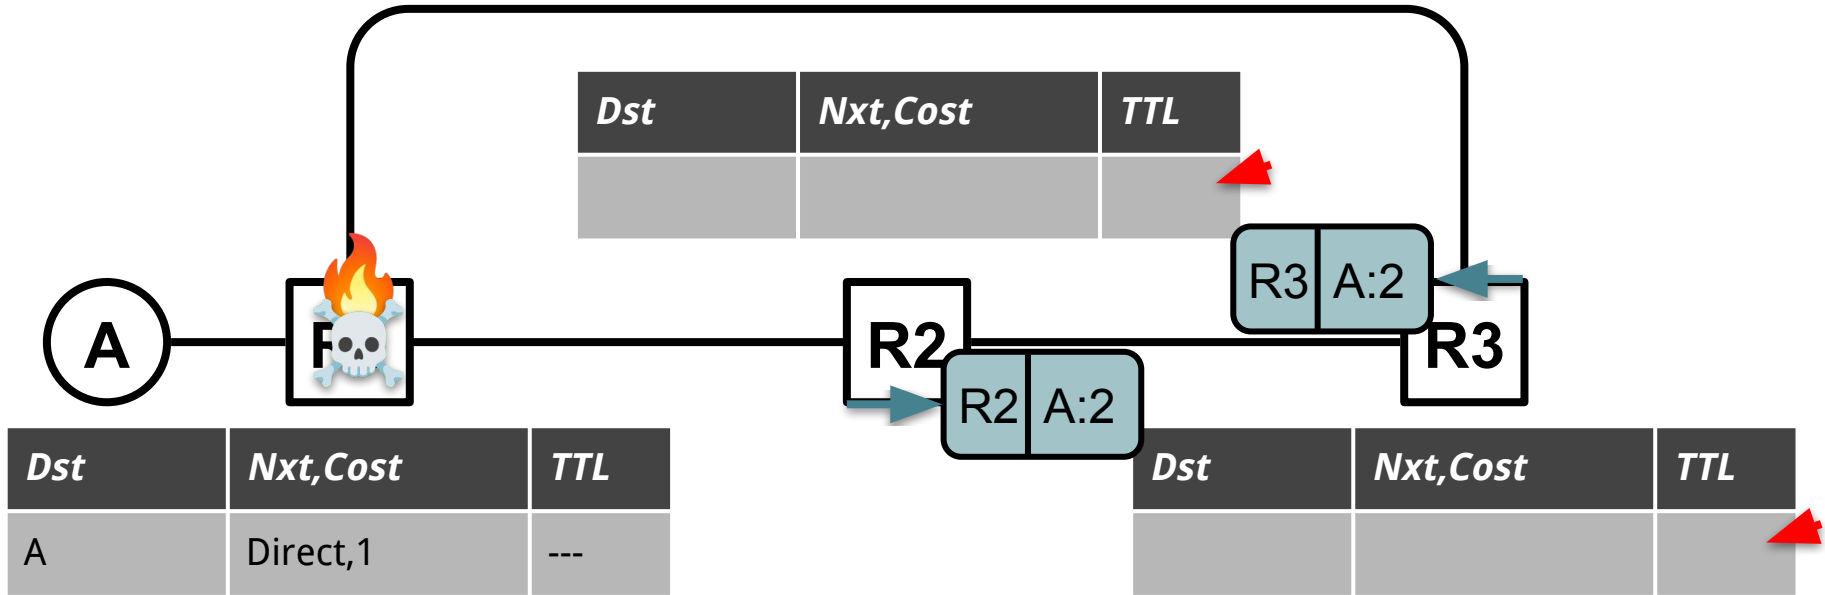 Dst Nxt,Cost TTL
R3 A:2
A R2 R3
R2 A:2
Dst Nxt,Cost TTL
A Direct,1 ---
Dst Nxt,Cost TTL